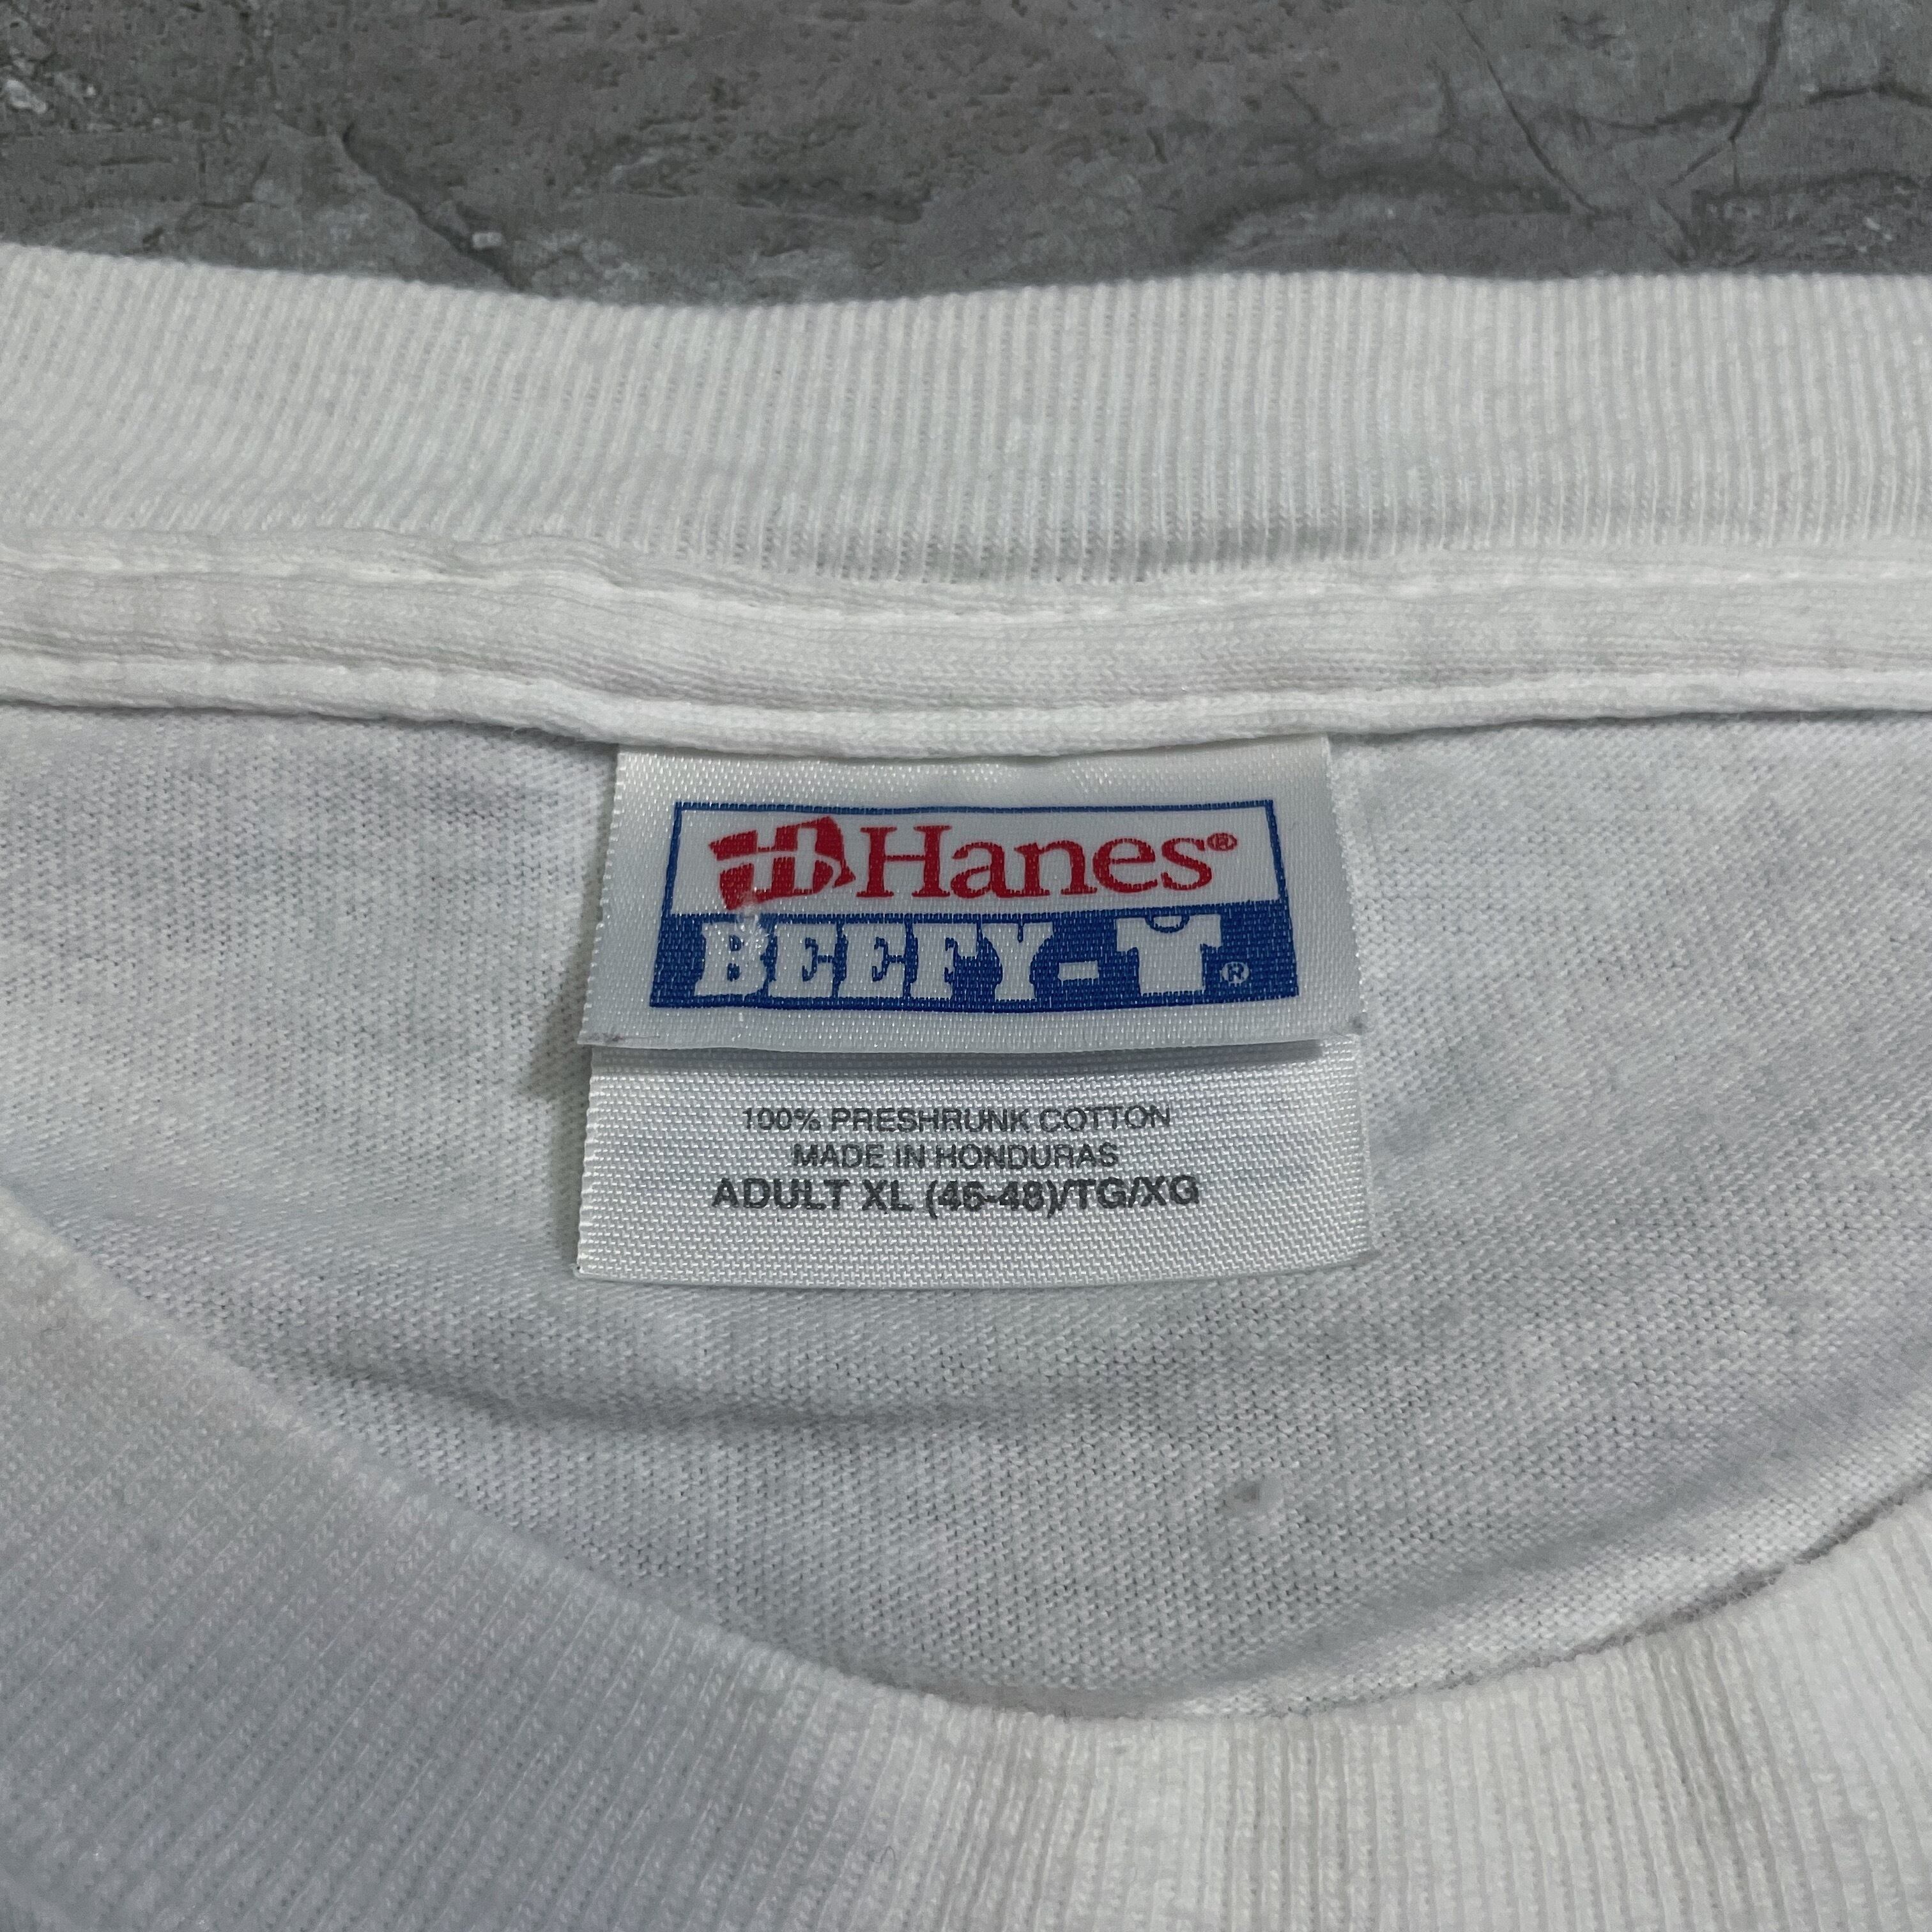 Hanes®
BEEFY-T®
100% PRESHRUNK COTTON
MADE IN HONDURAS
ADULT XL (46-48)/TG/XG